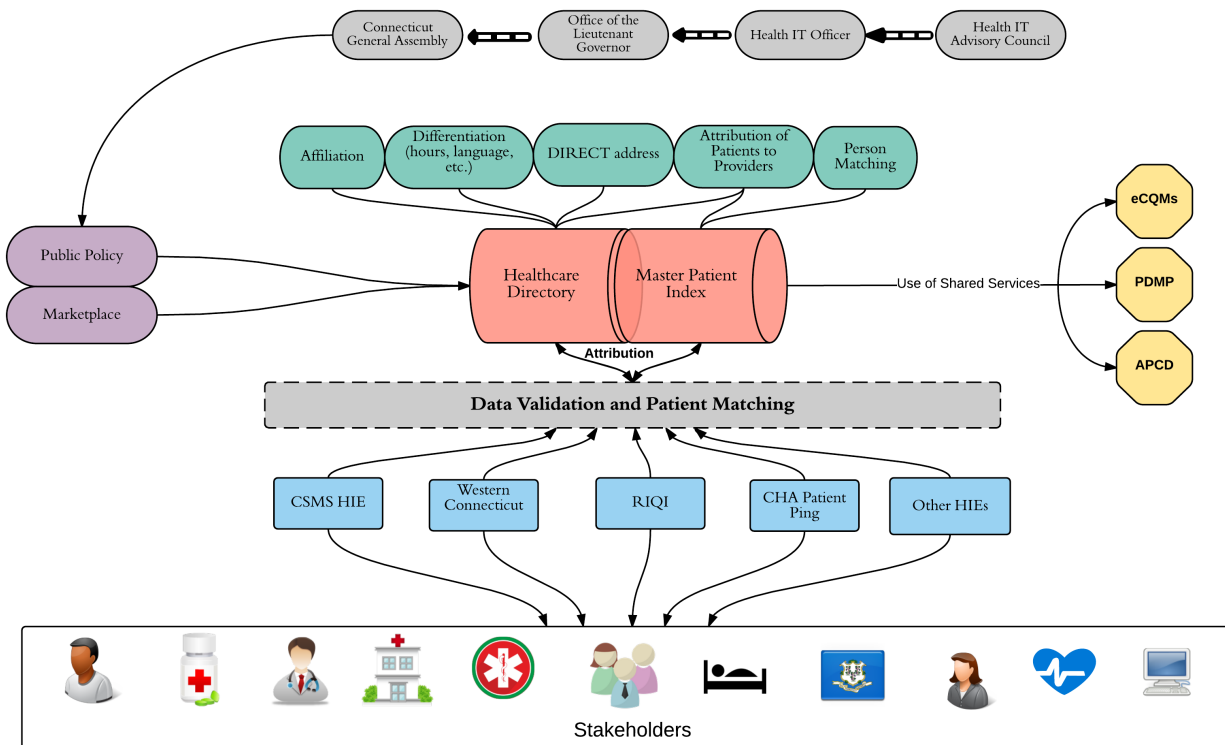 Connecticut
General Assembly
Office of the
Lieutenant
Governor
Health IT Officer
Health IT
Advisory Council
Affiliation
Differentiation
(hours, language,
etc.)
DIRECT address
Attribution of
Patients to
Providers
Person
Matching
Public Policy
Marketplace
Healthcare
Directory
Master Patient
Index
Use of Shared Services
eCQMs
PDMP
APCD
Attribution
Data Validation and Patient Matching
CSMS HIE
Western
Connecticut
RIQI
CHA Patient
Ping
Other HIEs
Stakeholders